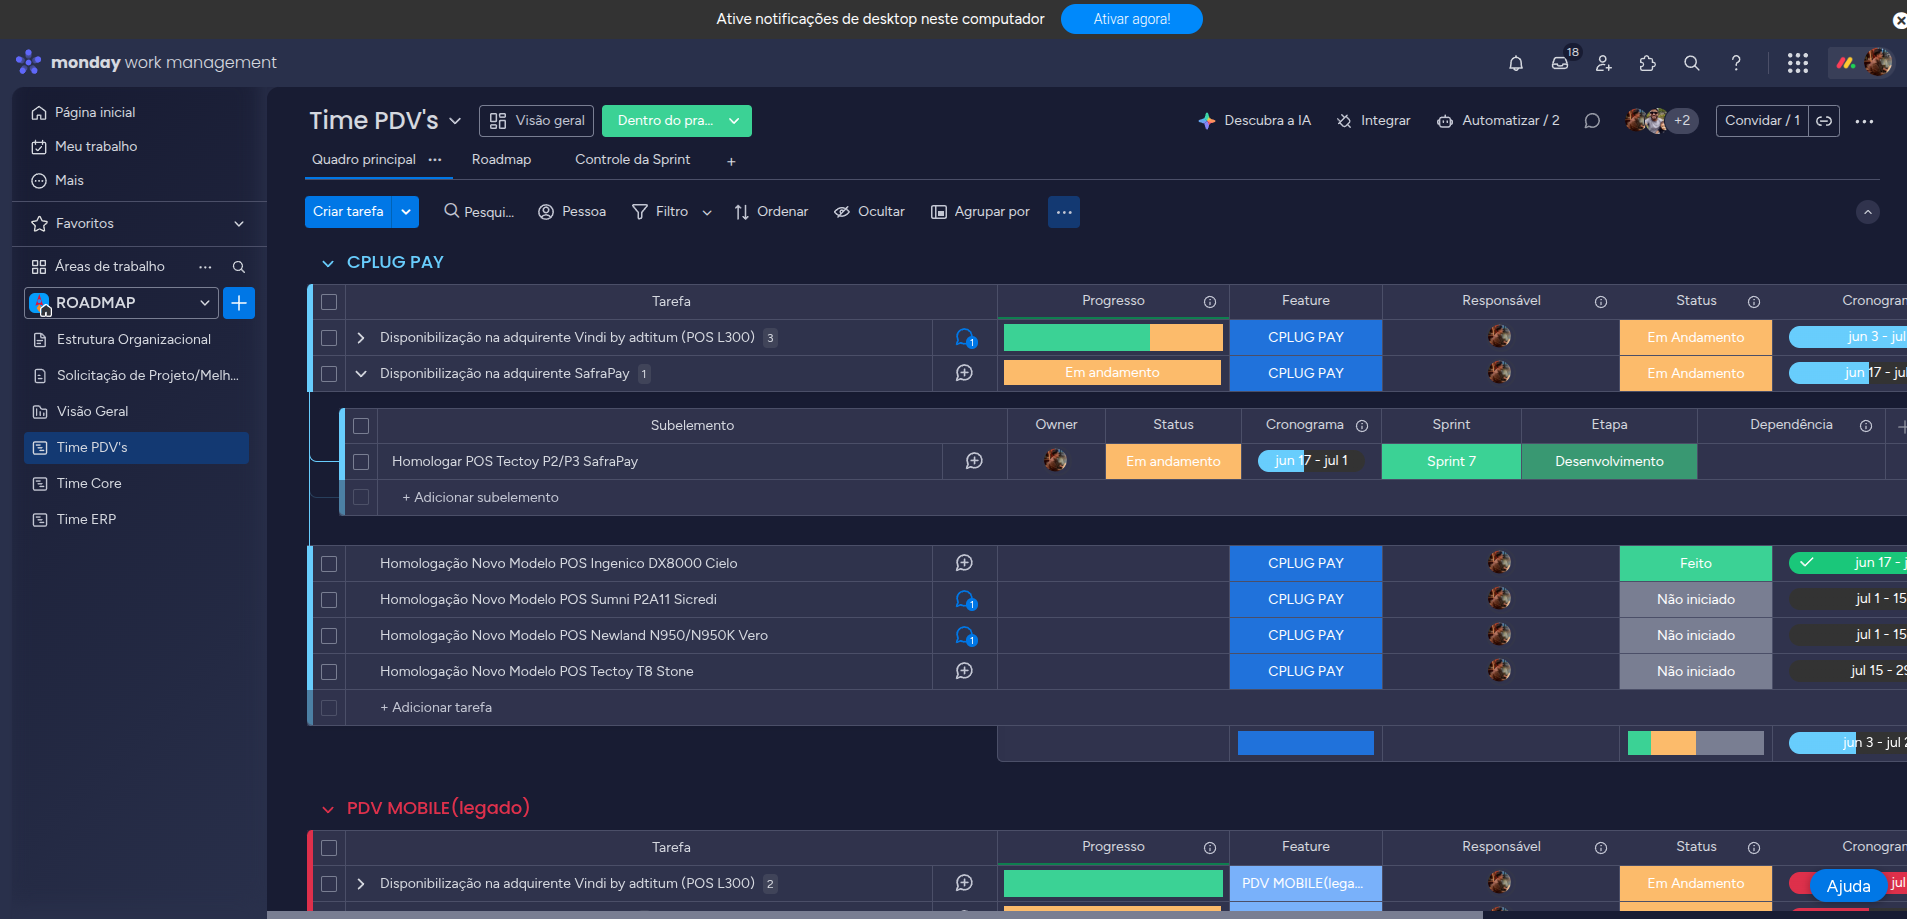 Ative notificações de desktop neste computador Ativar agora!
monday work management
18
Página inicial
Meu trabalho
Mais
Favoritos
Áreas de trabalho
ROADMAP
Estrutura Organizacional
Solicitação de Projeto/Melh...
Visão Geral
Time PDV's
Time Core
Time ERP
Time PDV's Visão geral Dentro do pra...
Descubra a IA Integrar Automatizar / 2 +2 Convidar / 1
Quadro principal Roadmap Controle da Sprint +
Criar tarefa Pesqui... Pessoa Filtro Ordenar Ocultar Agrupar por
CPLUG PAY
Tarefa Progresso Feature Responsável Status Cronogram
Disponibilização na adquirente Vindi by adtitum (POS L300) 3 1 CPLUG PAY Em Andamento jun 3 - jul
Disponibilização na adquirente SafraPay 1 Em andamento CPLUG PAY Em Andamento jun 17 - jul
Subelemento Owner Status Cronograma Sprint Etapa Dependência
Homologar POS Tectoy P2/P3 SafraPay Em andamento jun 17 - jul 1 Sprint 7 Desenvolvimento
+ Adicionar subelemento
Homologação Novo Modelo POS Ingenico DX8000 Cielo CPLUG PAY Feito jun 17 - j
Homologação Novo Modelo POS Sumni P2A11 Sicredi 1 CPLUG PAY Não iniciado jul 1 - 15
Homologação Novo Modelo POS Newland N950/N950K Vero 1 CPLUG PAY Não iniciado jul 1 - 15
Homologação Novo Modelo POS Tectoy T8 Stone CPLUG PAY Não iniciado jul 15 - 29
+ Adicionar tarefa
jun 3 - jul 2
PDV MOBILE(legado)
Tarefa Progresso Feature Responsável Status Cronogram
Disponibilização na adquirente Vindi by adtitum (POS L300) 2 PDV MOBILE(lega... Em Andamento jul
Ajuda